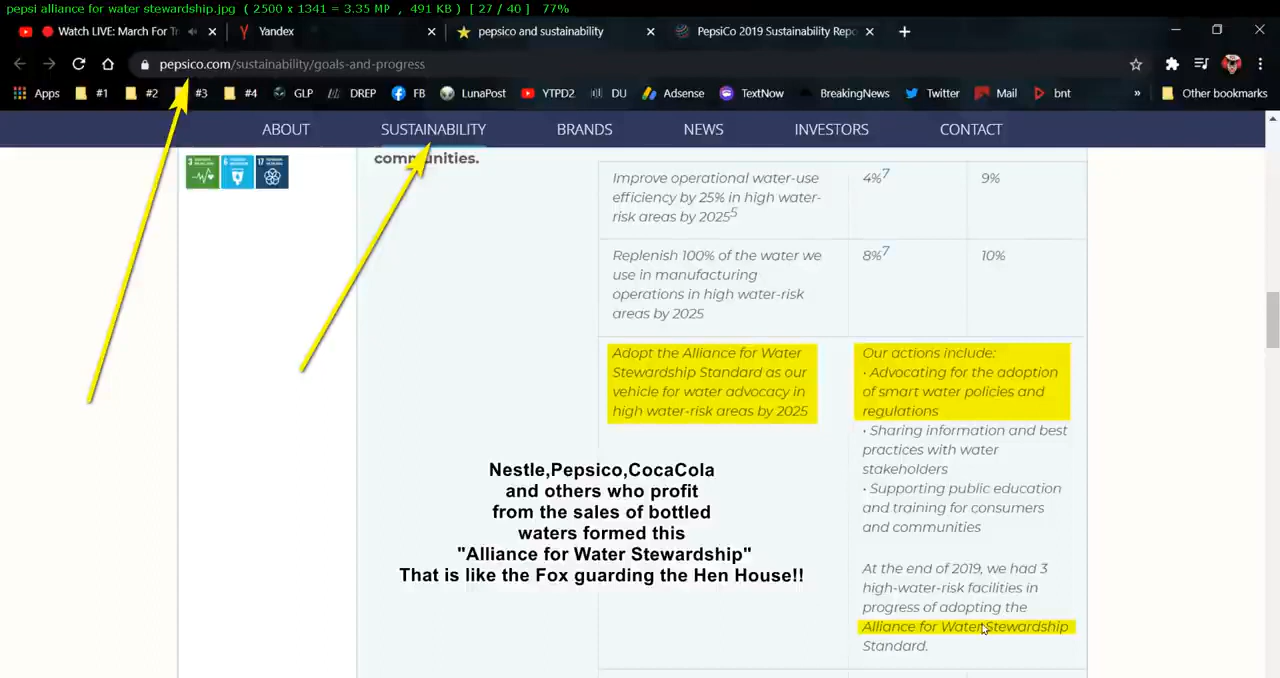 pepsi alliance for water stewardship.jpg ( 2500 x 1341 = 3.35 MP , 491 KB ) [ 27 / 40 ] 77%
Watch LIVE: March For Tr
Yandex
pepsico and sustainability
PepsiCo 2019 Sustainability Repo
pepsico.com/sustainability/goals-and-progress
Apps #1 #2 #3 #4 GLP DREP FB LunaPost YTPD2 DU Adsense TextNow BreakingNews Twitter Mail bnt » Other bookmarks
ABOUT SUSTAINABILITY BRANDS NEWS INVESTORS CONTACT
communities.
Improve operational water-use
efficiency by 25% in high water-
risk areas by 2025⁵
4%⁷
9%
Replenish 100% of the water we
use in manufacturing
operations in high water-risk
areas by 2025
8%⁷
10%
Adopt the Alliance for Water
Stewardship Standard as our
vehicle for water advocacy in
high water-risk areas by 2025
Our actions include:
• Advocating for the adoption
of smart water policies and
regulations
• Sharing information and best
practices with water
stakeholders
• Supporting public education
and training for consumers
and communities
At the end of 2019, we had 3
high-water-risk facilities in
progress of adopting the
Alliance for Water Stewardship
Standard.
Nestle,Pepsico,CocaCola
and others who profit
from the sales of bottled
waters formed this
"Alliance for Water Stewardship"
That is like the Fox guarding the Hen House!!